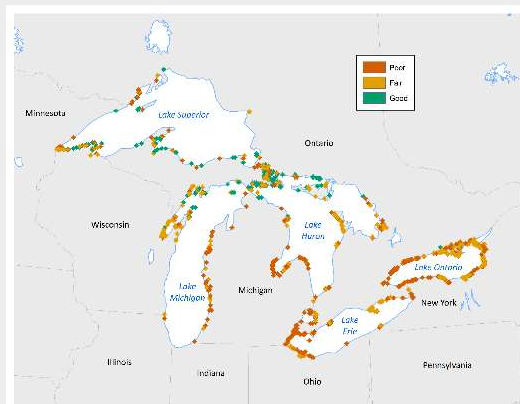 Poor
Fair
Good
Minnesota
Lake Superior
Ontario
Wisconsin
Lake
Huron
Lake Ontario
Lake
Michigan
Michigan
New York
Lake
Erie
Illinois
Indiana
Ohio
Pennsylvania